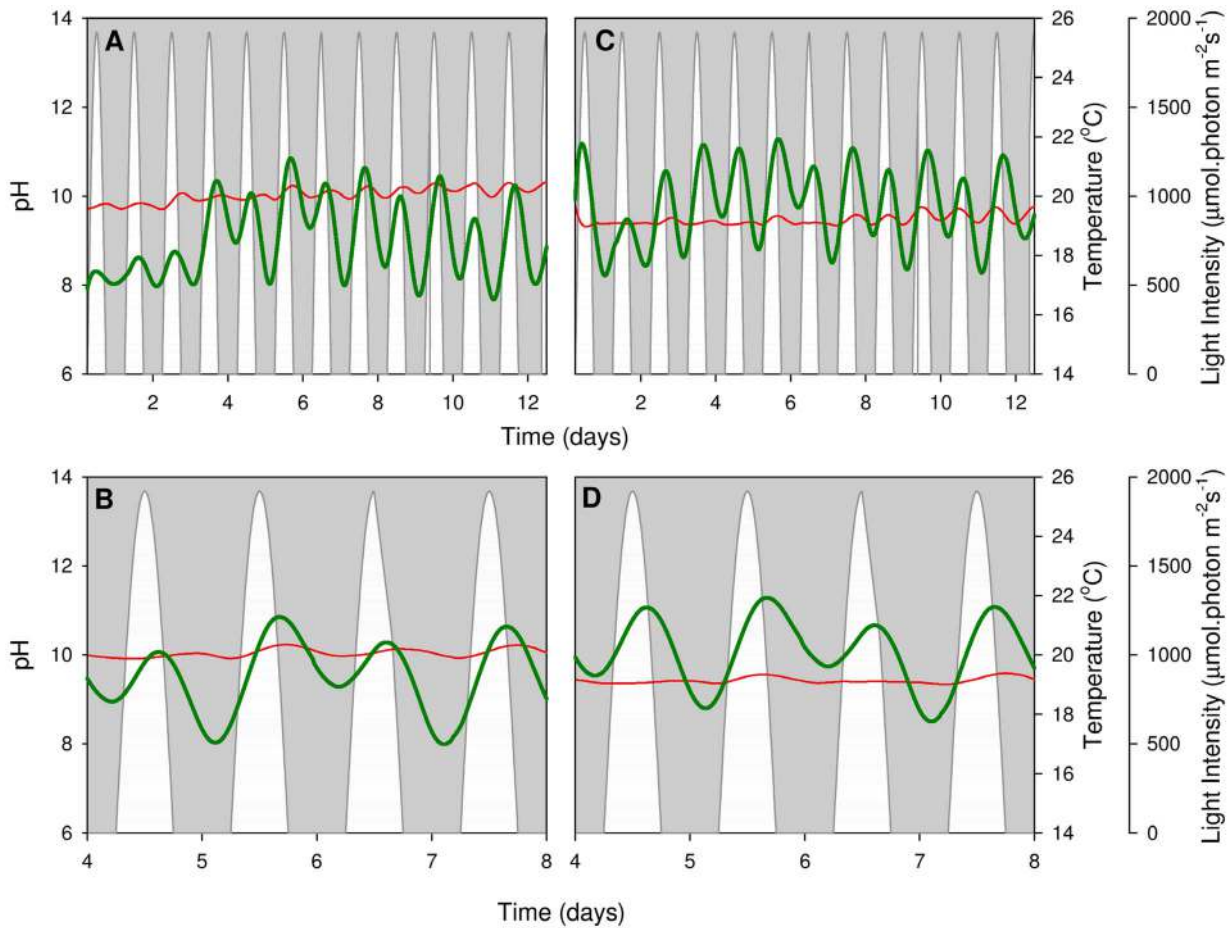 A
C
14
12
10
8
6
pH
2 4 6 8 10 12
2 4 6 8 10 12
26
24
22
20
18
16
14
Temperature (°C)
2000
1500
1000
500
0
Light Intensity (µmol.photon m⁻²s⁻¹)
Time (days)
B
D
14
12
10
8
6
pH
4 5 6 7 8
4 5 6 7 8
26
24
22
20
18
16
14
Temperature (°C)
2000
1500
1000
500
0
Light Intensity (µmol.photon m⁻²s⁻¹)
Time (days)